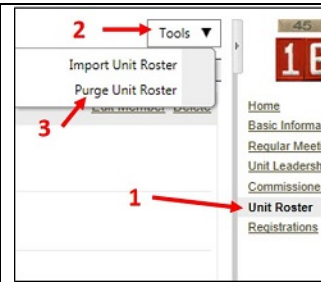 2
Tools ▼
45
1
Import Unit Roster
Purge Unit Roster
3
Edit Member Delete
Home
Basic Informa
Regular Meeti
Unit Leadersh
Commissione
1
Unit Roster
Registrations